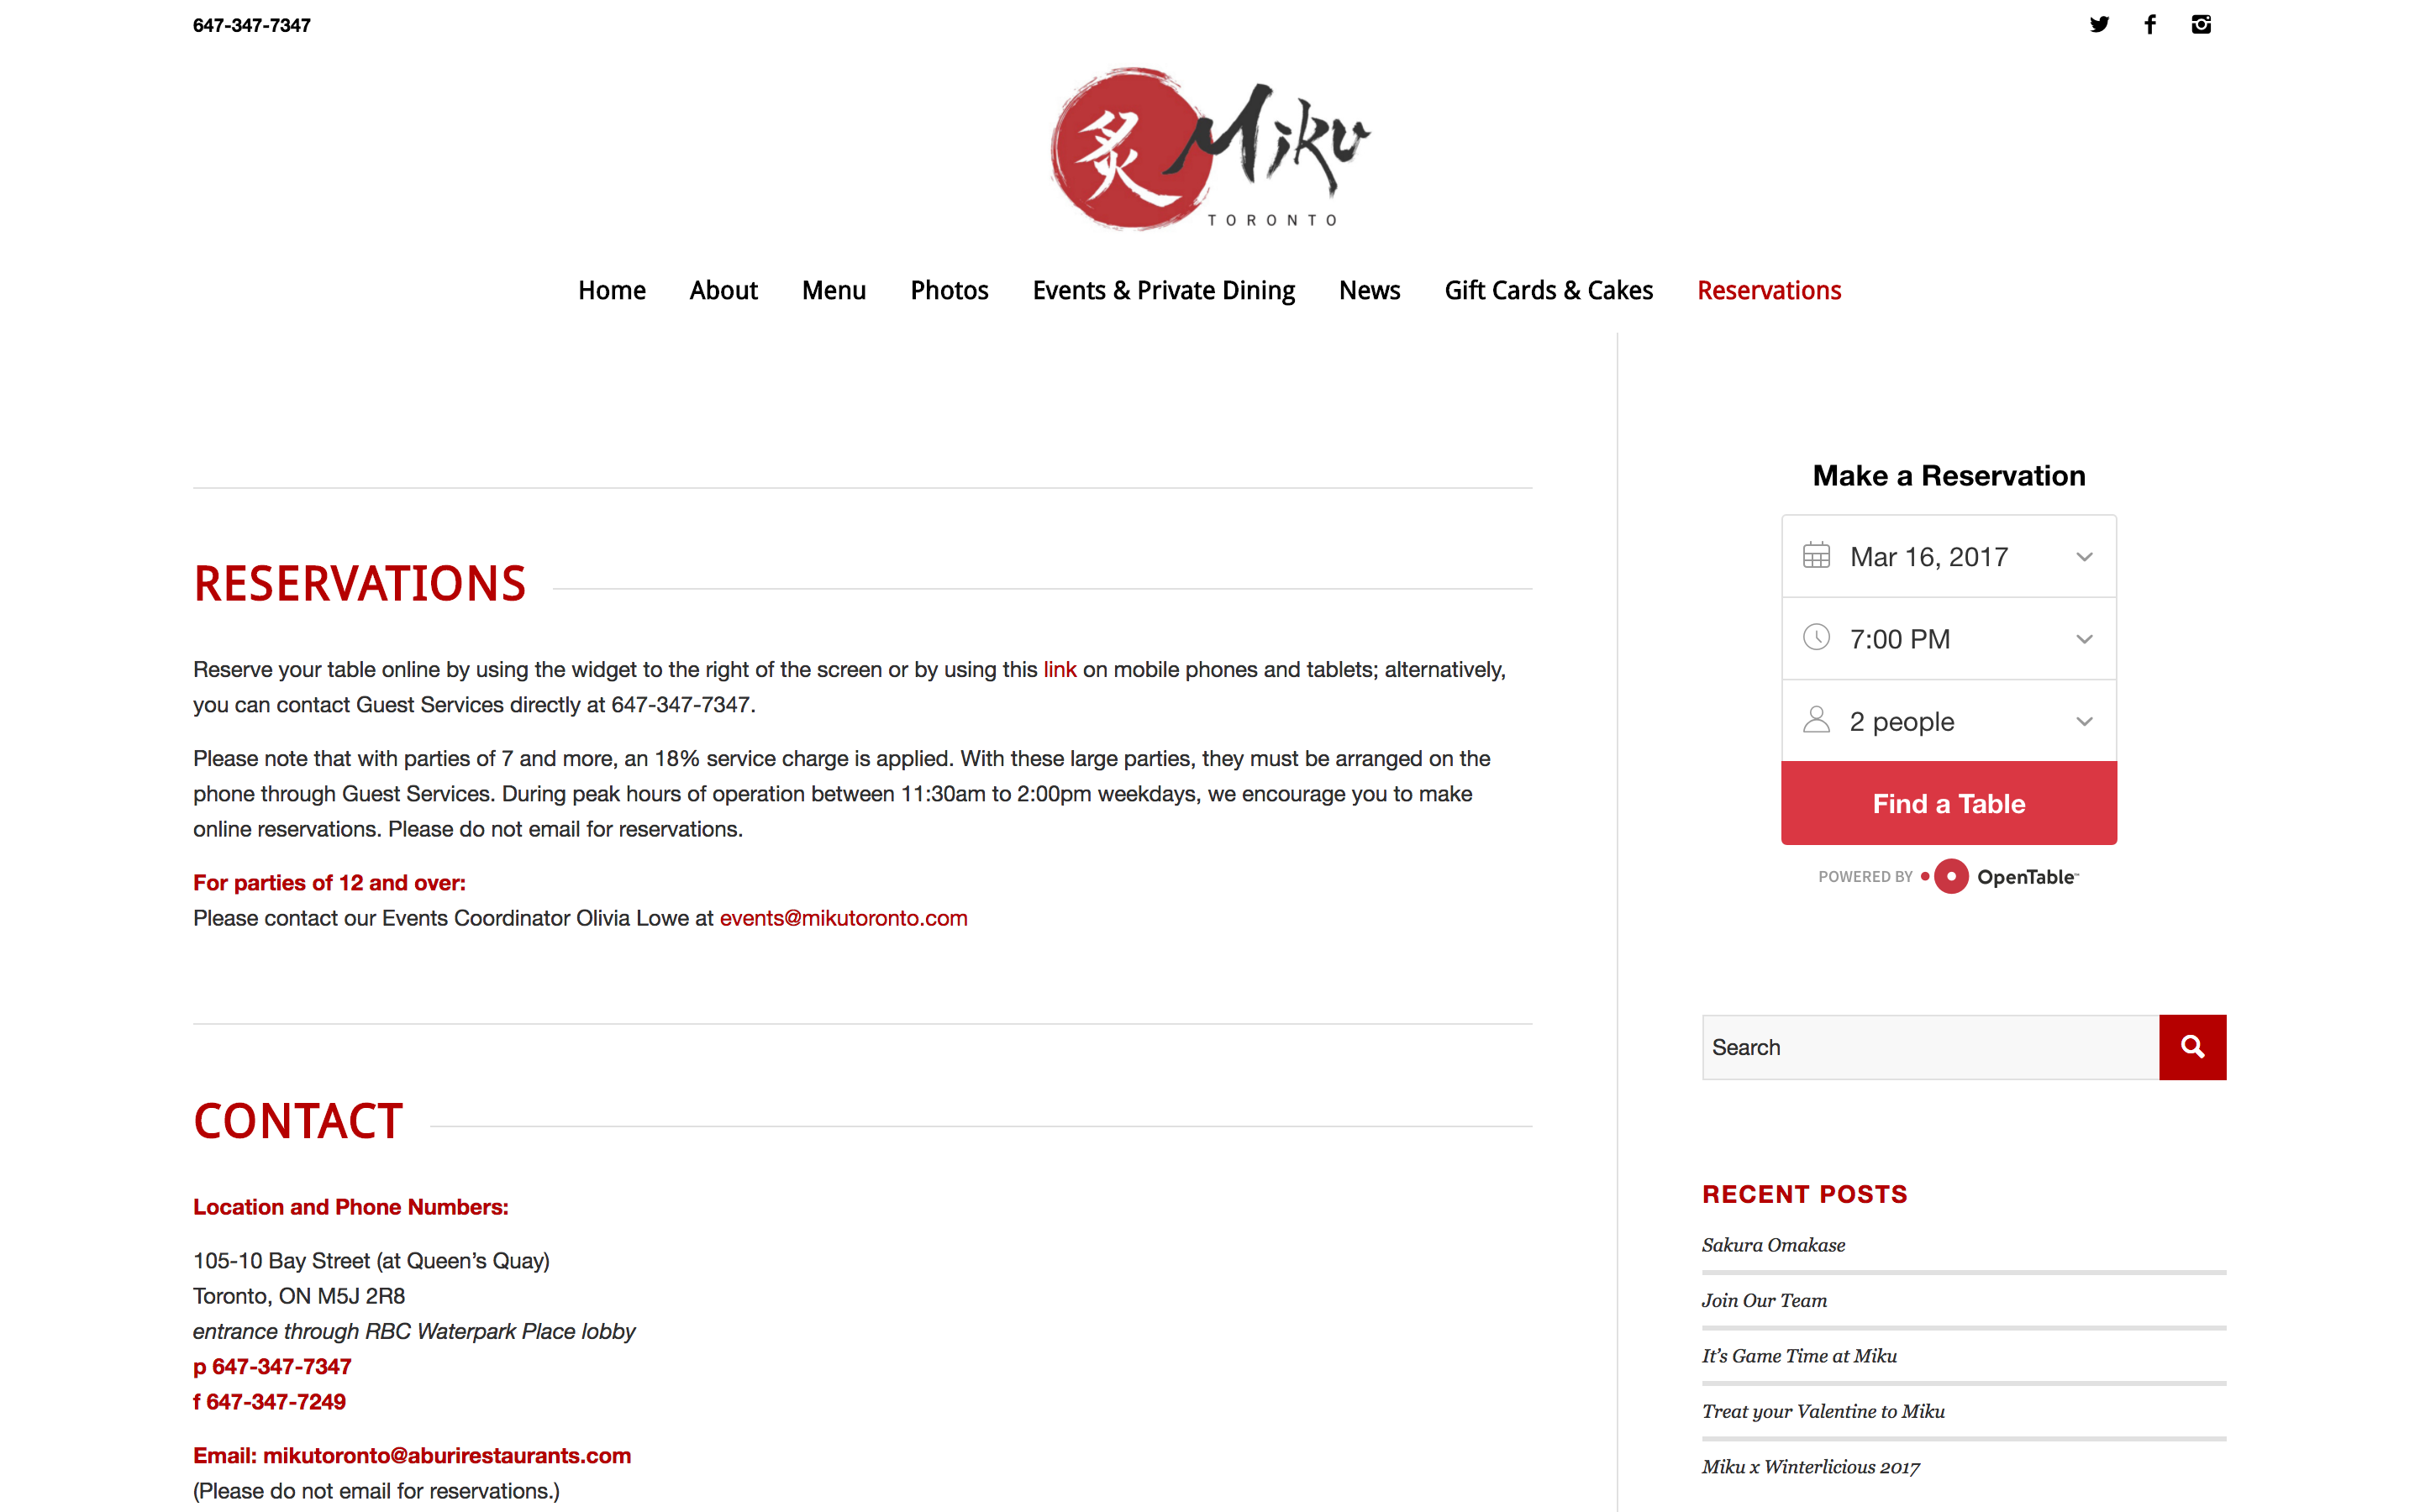 647-347-7347
炙 Miku
TORONTO
Home About Menu Photos Events & Private Dining News Gift Cards & Cakes Reservations
RESERVATIONS
Reserve your table online by using the widget to the right of the screen or by using this link on mobile phones and tablets; alternatively,
you can contact Guest Services directly at 647-347-7347.
Please note that with parties of 7 and more, an 18% service charge is applied. With these large parties, they must be arranged on the
phone through Guest Services. During peak hours of operation between 11:30am to 2:00pm weekdays, we encourage you to make
online reservations. Please do not email for reservations.
For parties of 12 and over:
Please contact our Events Coordinator Olivia Lowe at events@mikutoronto.com
CONTACT
Location and Phone Numbers:
105-10 Bay Street (at Queen’s Quay)
Toronto, ON M5J 2R8
entrance through RBC Waterpark Place lobby
p 647-347-7347
f 647-347-7249
Email: mikutoronto@aburirestaurants.com
(Please do not email for reservations.)
Make a Reservation
Mar 16, 2017
7:00 PM
2 people
Find a Table
POWERED BY OpenTable™
Search
RECENT POSTS
Sakura Omakase
Join Our Team
It’s Game Time at Miku
Treat your Valentine to Miku
Miku x Winterlicious 2017